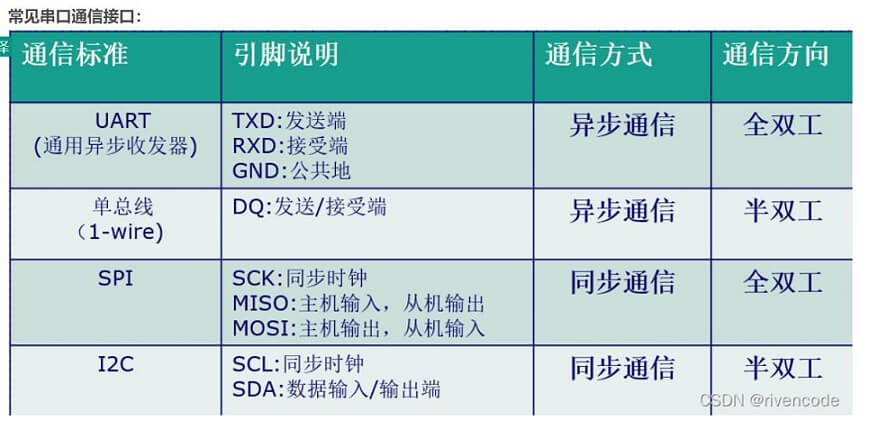 常见串口通信接口：
译
通信标准 引脚说明 通信方式 通信方向
UART
(通用异步收发器)
TXD:发送端
RXD:接受端
GND:公共地
异步通信 全双工
单总线
（1-wire)
DQ:发送/接受端
异步通信 半双工
SPI
SCK:同步时钟
MISO:主机输入，从机输出
MOSI:主机输出，从机输入
同步通信 全双工
I2C
SCL:同步时钟
SDA:数据输入/输出端
同步通信 半双工
CSDN @rivencode